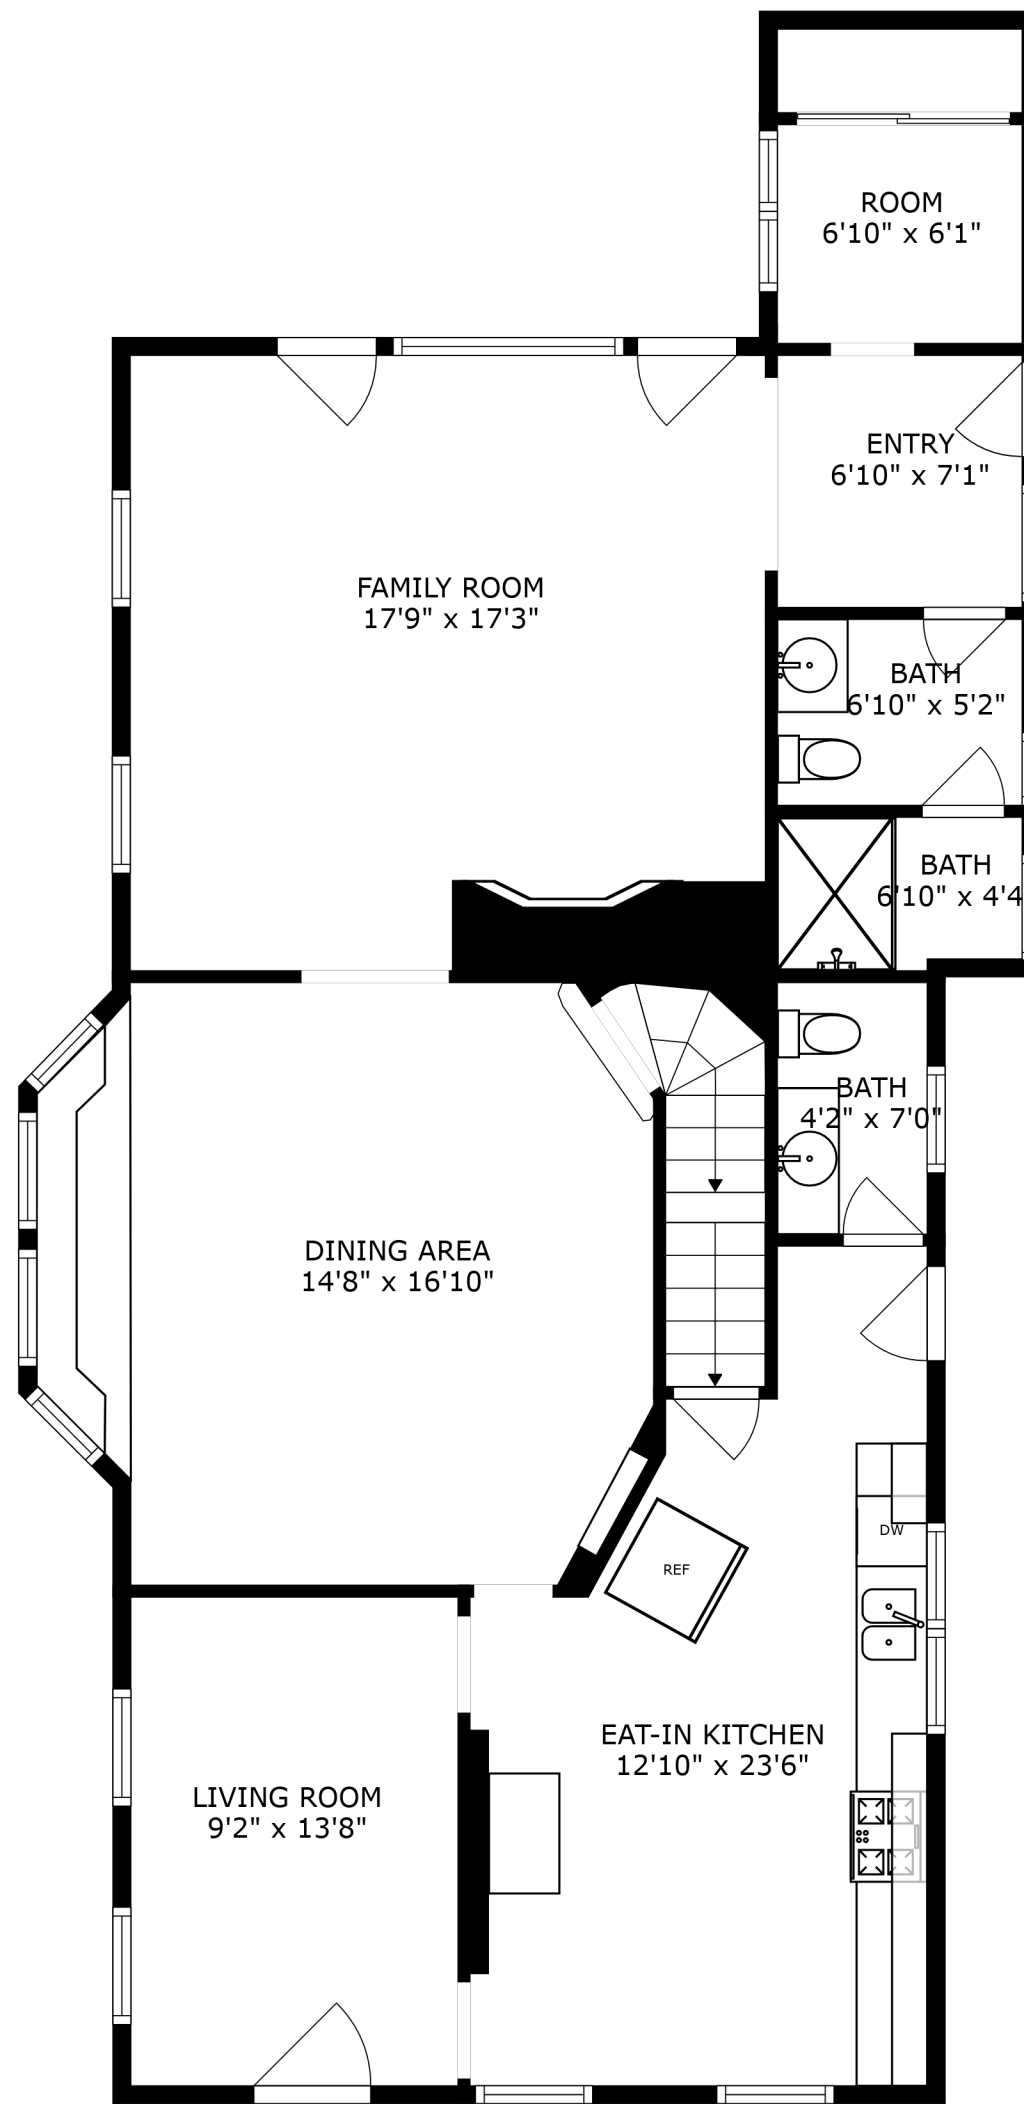 ROOM
6'10" x 6'1"
ENTRY
6'10" x 7'1"
FAMILY ROOM
17'9" x 17'3"
BATH
6'10" x 5'2"
BATH
6'10" x 4'4
BATH
4'2" x 7'0"
DINING AREA
14'8" x 16'10"
DW
REF
EAT-IN KITCHEN
12'10" x 23'6"
LIVING ROOM
9'2" x 13'8"